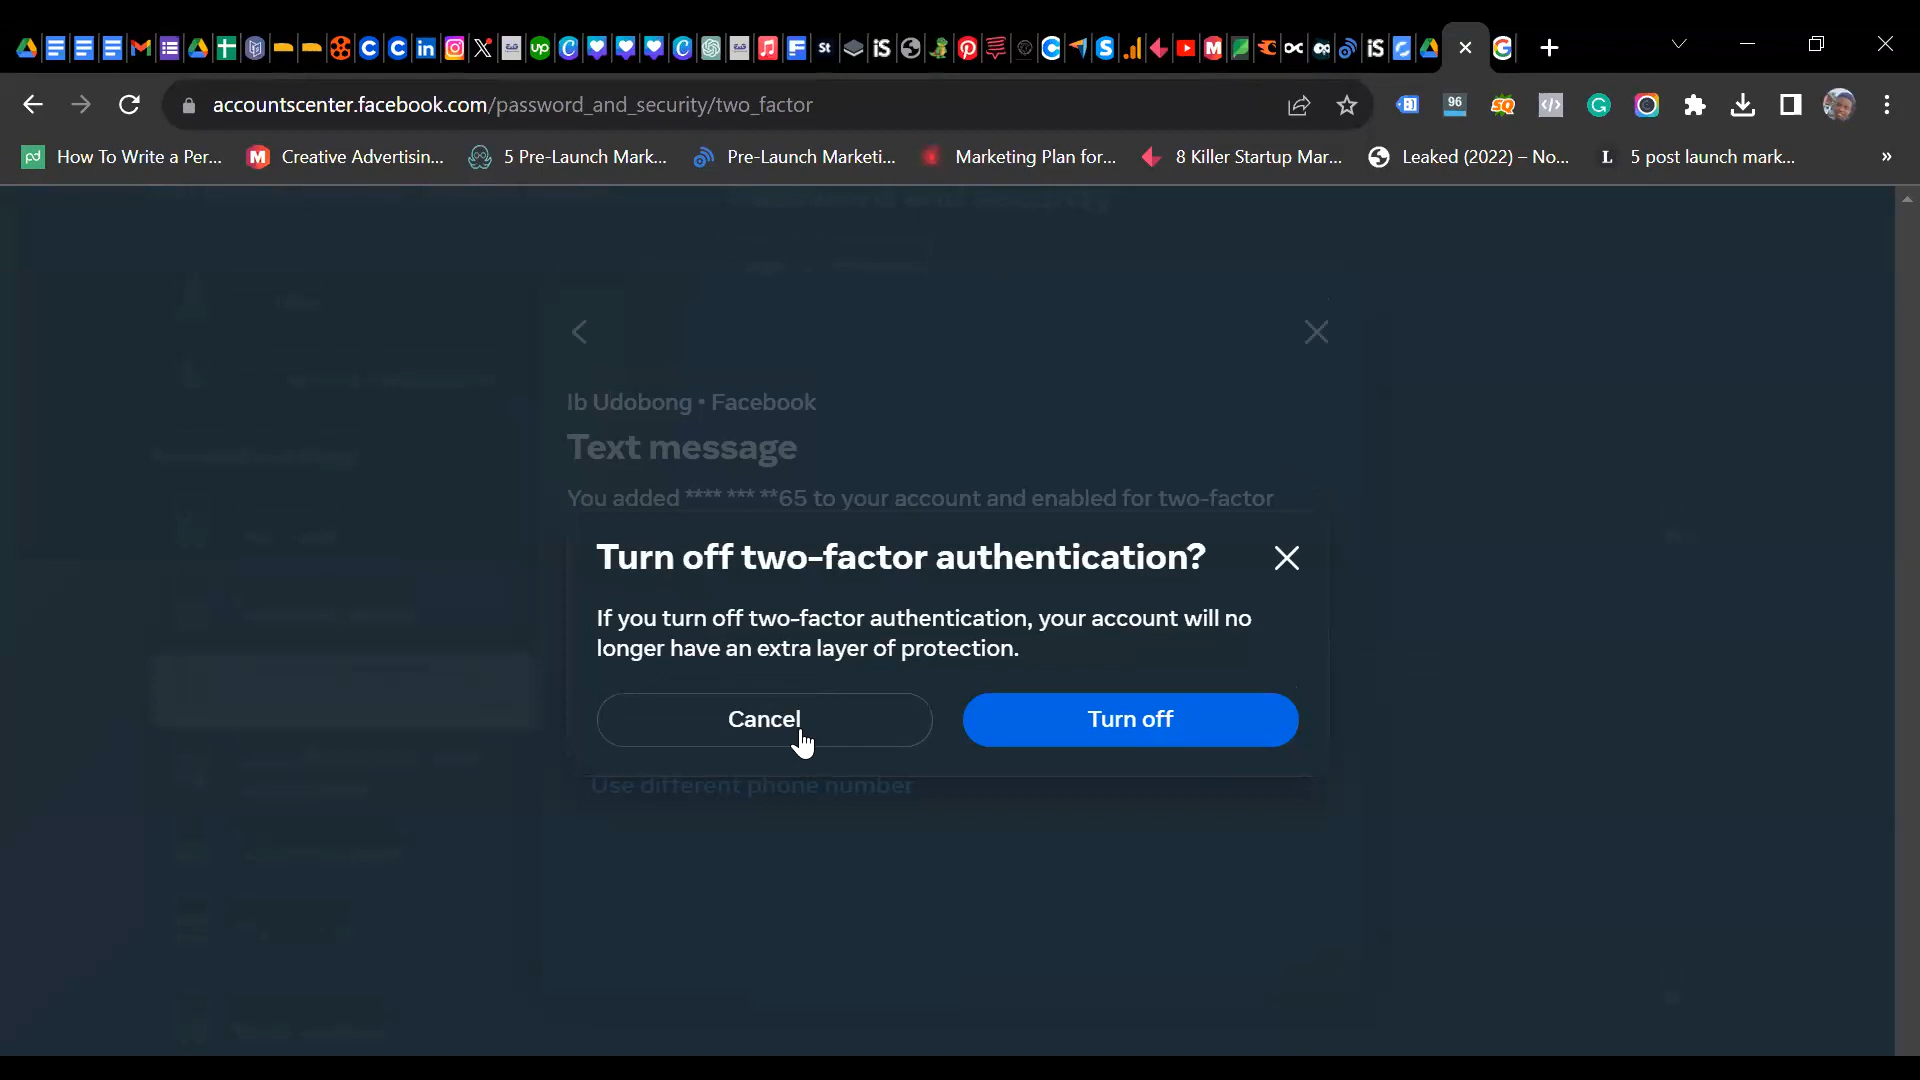 accountscenter.facebook.com/password_and_security/two_factor
96
How To Write a Per...
Creative Advertisin...
5 Pre-Launch Mark...
Pre-Launch Marketi...
Marketing Plan for...
8 Killer Startup Mar...
Leaked (2022) – No...
5 post launch mark...
Ib Udobong • Facebook
Text message
You added **** *** **65 to your account and enabled for two-factor
Turn off two-factor authentication?
If you turn off two-factor authentication, your account will no
longer have an extra layer of protection.
Cancel
Turn off
Use different phone number